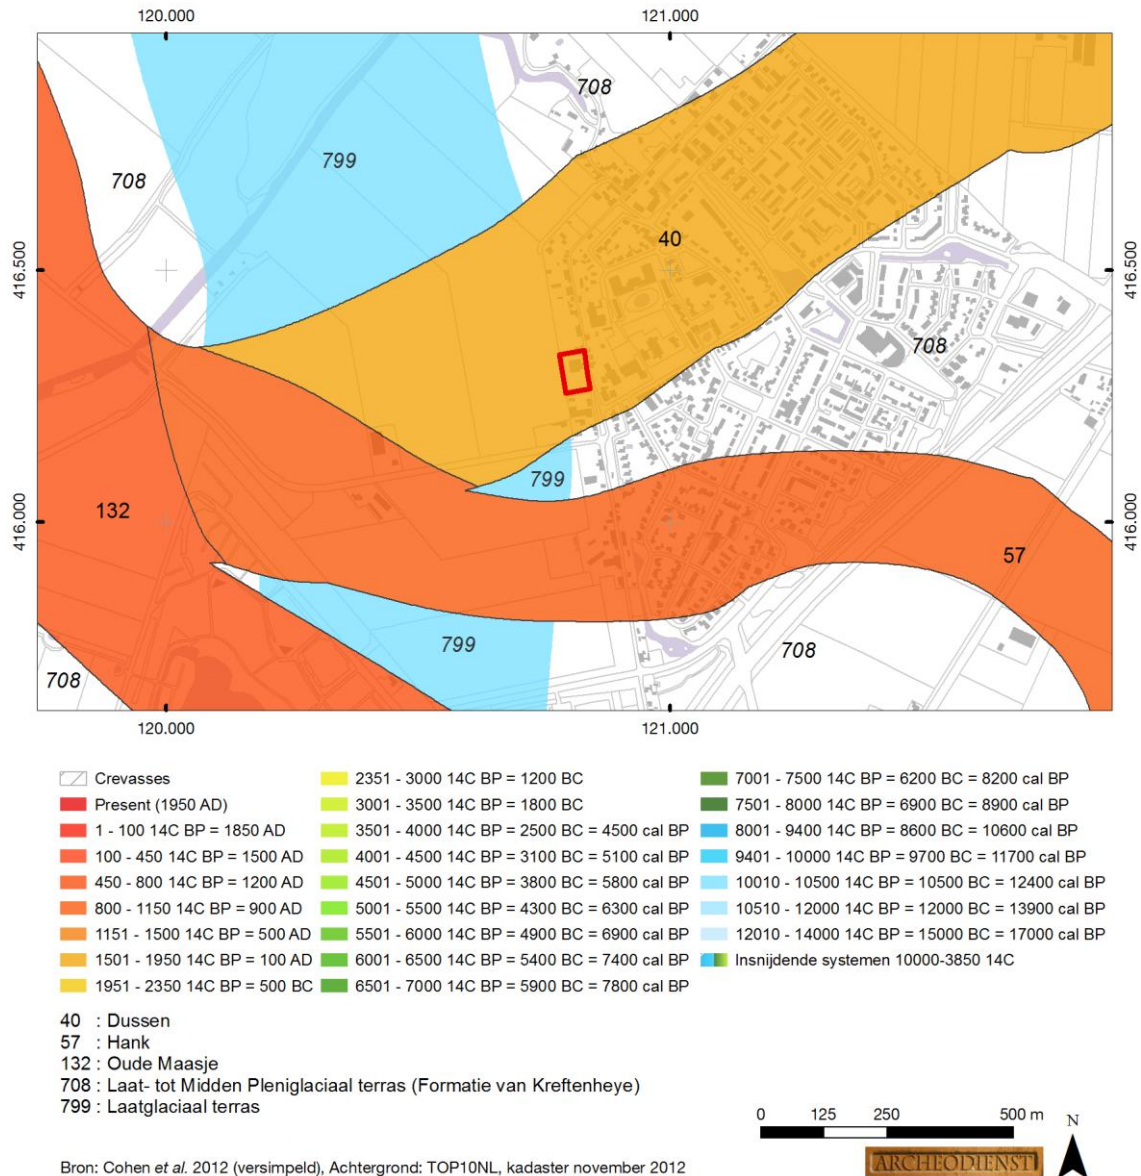 120.000 121.000
708
799
708
40
416.500 416.500
708
799
416.000 416.000
132
57
799
708
708
120.000 121.000
Crevasses
Present (1950 AD)
1 - 100 14C BP = 1850 AD
100 - 450 14C BP = 1500 AD
450 - 800 14C BP = 1200 AD
800 - 1150 14C BP = 900 AD
1151 - 1500 14C BP = 500 AD
1501 - 1950 14C BP = 100 AD
1951 - 2350 14C BP = 500 BC
2351 - 3000 14C BP = 1200 BC
3001 - 3500 14C BP = 1800 BC
3501 - 4000 14C BP = 2500 BC = 4500 cal BP
4001 - 4500 14C BP = 3100 BC = 5100 cal BP
4501 - 5000 14C BP = 3800 BC = 5800 cal BP
5001 - 5500 14C BP = 4300 BC = 6300 cal BP
5501 - 6000 14C BP = 4900 BC = 6900 cal BP
6001 - 6500 14C BP = 5400 BC = 7400 cal BP
6501 - 7000 14C BP = 5900 BC = 7800 cal BP
7001 - 7500 14C BP = 6200 BC = 8200 cal BP
7501 - 8000 14C BP = 6900 BC = 8900 cal BP
8001 - 9400 14C BP = 8600 BC = 10600 cal BP
9401 - 10000 14C BP = 9700 BC = 11700 cal BP
10010 - 10500 14C BP = 10500 BC = 12400 cal BP
10510 - 12000 14C BP = 12000 BC = 13900 cal BP
12010 - 14000 14C BP = 15000 BC = 17000 cal BP
Insnijdende systemen 10000-3850 14C
40 : Dussen
57 : Hank
132 : Oude Maasje
708 : Laat- tot Midden Pleniglaciaal terras (Formatie van Kreftenheye)
799 : Laatglaciaal terras
0 125 250 500 m
N
ARCHEODIENST
Bron: Cohen et al. 2012 (versimpeld), Achtergrond: TOP10NL, kadaster november 2012